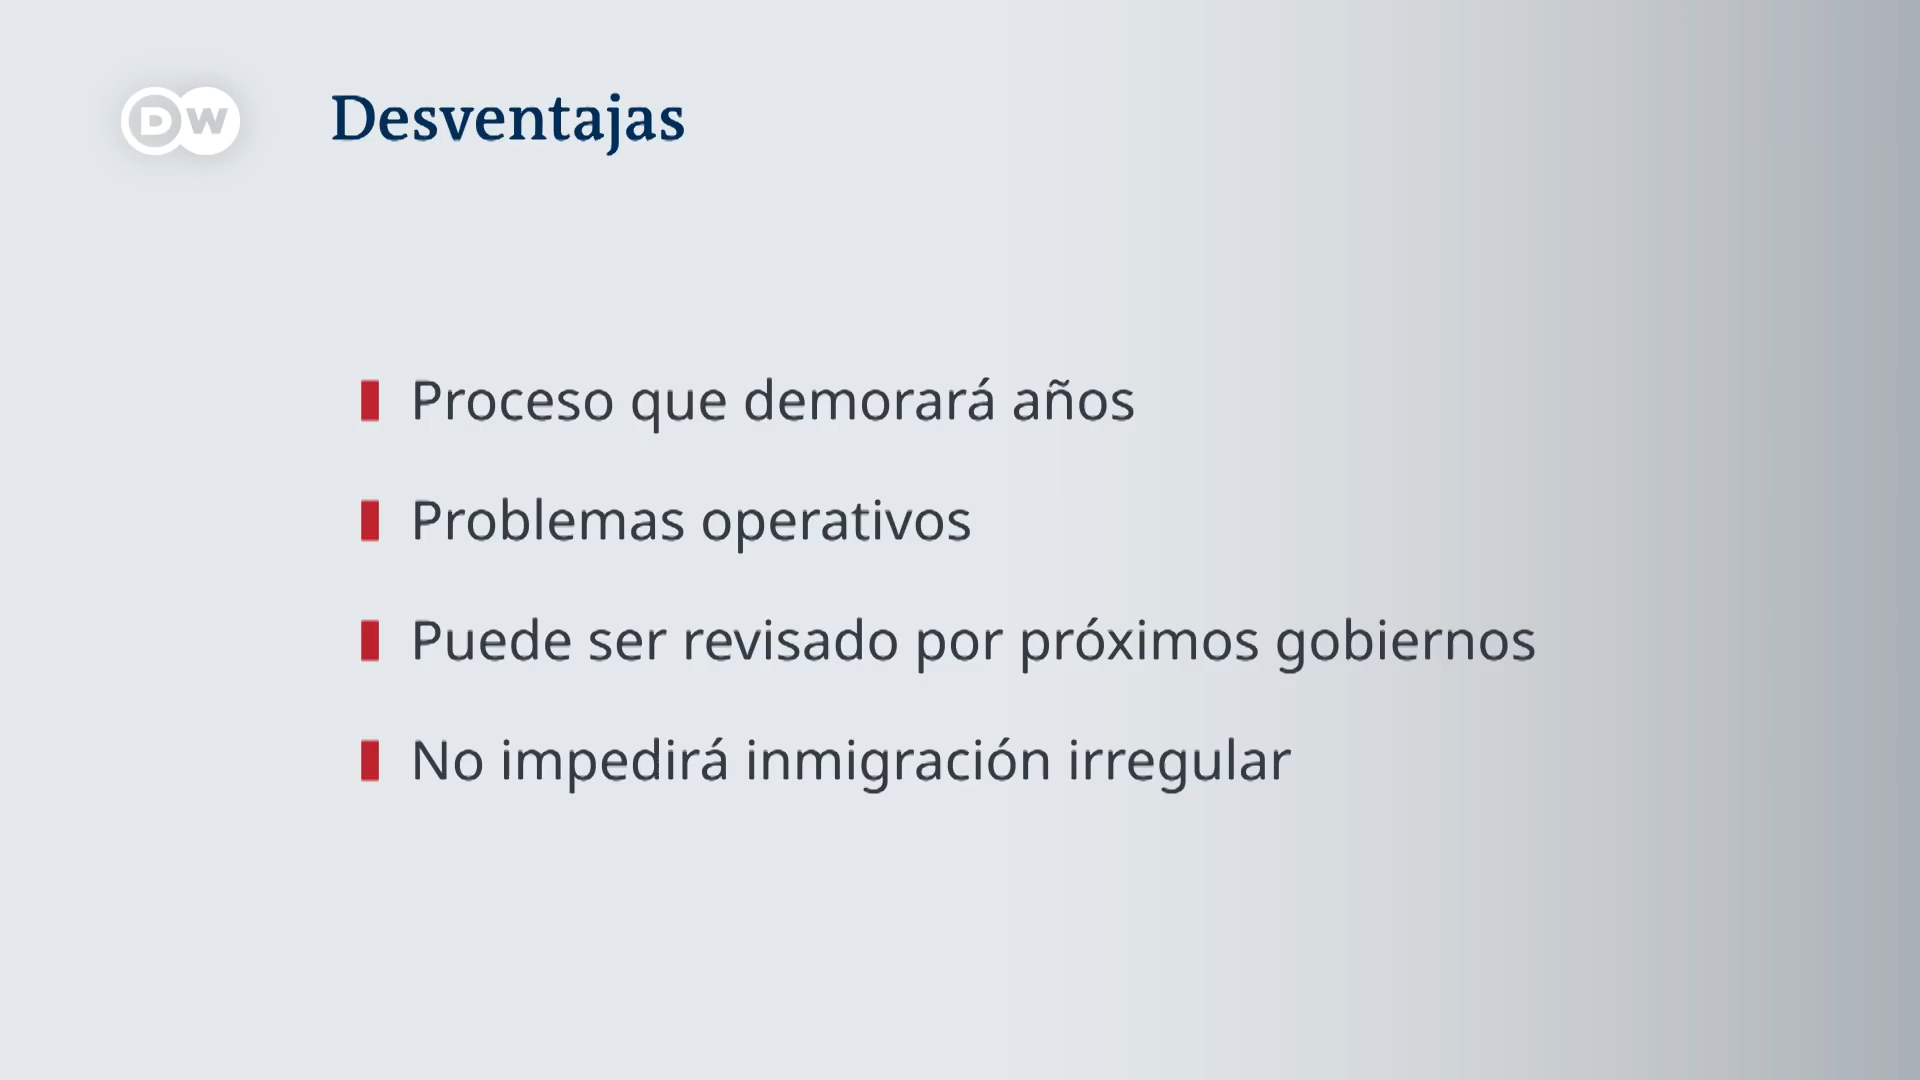 DW
Desventajas
Proceso que demorará años
Problemas operativos
Puede ser revisado por próximos gobiernos
No impedirá inmigración irregular